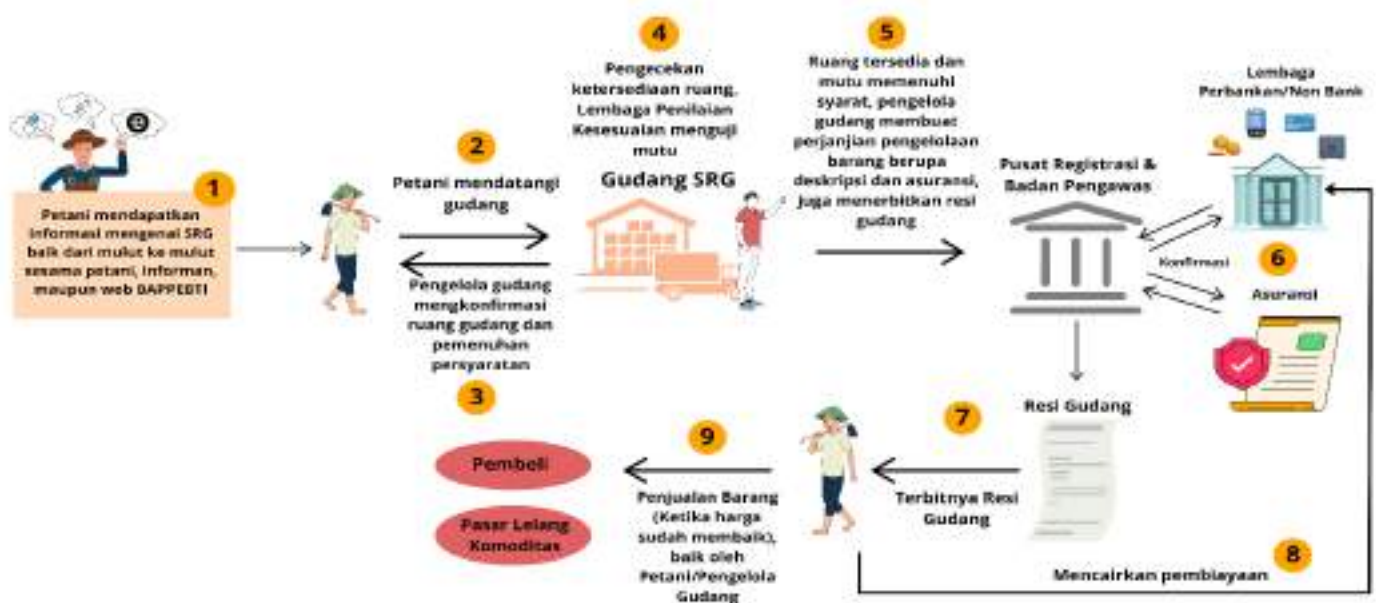 1
Petani mendapatkan
informasi mengenai SRG
baik dari mulut ke mulut
sesama petani, informan,
maupun web BAPPEBTI
2
Petani mendatangi
gudang
Pengelola gudang
mengkonfirmasi
ruang gudang dan
pemenuhan
persyaratan
3
4
Pengecekan
ketersediaan ruang,
Lembaga Penilaian
Kesesuaian menguji
mutu
Gudang SRG
5
Ruang tersedia dan
mutu memenuhi
syarat, pengelola
gudang membuat
perjanjian pengelolaan
barang berupa
deskripsi dan asuransi,
juga menerbitkan resi
gudang
Pusat Registrasi &
Badan Pengawas
Lembaga
Perbankan/Non Bank
Konfirmasi
6
Asuransi
Resi Gudang
7
Terbitnya Resi
Gudang
8
Mencairkan pembiayaan
9
Penjualan Barang
(Ketika harga
sudah membaik),
baik oleh
Petani/Pengelola
Gudang
Pembeli
Pasar Lelang
Komoditas